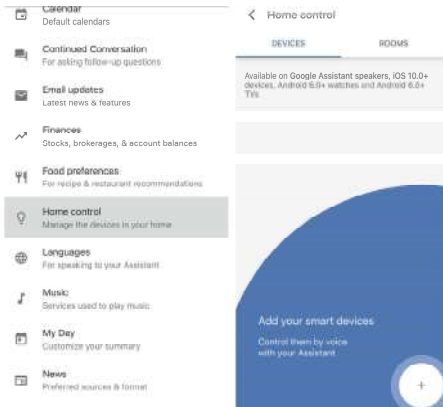 Calendar
Default calendars
Continued Conversation
For asking follow-up questions
Email updates
Latest news & features
Finances
Stocks, brokerages, & account balances
Food preferences
For recipe & restaurant recommendations
Home control
Manage the devices in your home
Languages
For speaking to your Assistant
Music
Services used to play music
My Day
Customize your summary
News
Preferred sources & format
Home control
DEVICES ROOMS
Available on Google Assistant speakers, iOS 10.0+
devices, Android 6.0+ watches and Android 6.0+
TVs
Add your smart devices
Control them by voice
with your Assistant
+